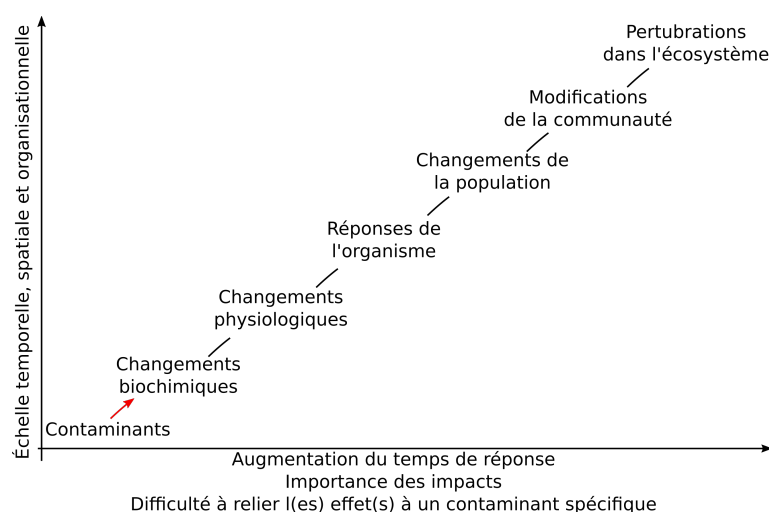 Échelle temporelle, spatiale et organisationnelle
Pertubrations
dans l'écosystème
Modifications
de la communauté
Changements de
la population
Réponses de
l'organisme
Changements
physiologiques
Changements
biochimiques
Contaminants
Augmentation du temps de réponse
Importance des impacts
Difficulté à relier l(es) effet(s) à un contaminant spécifique